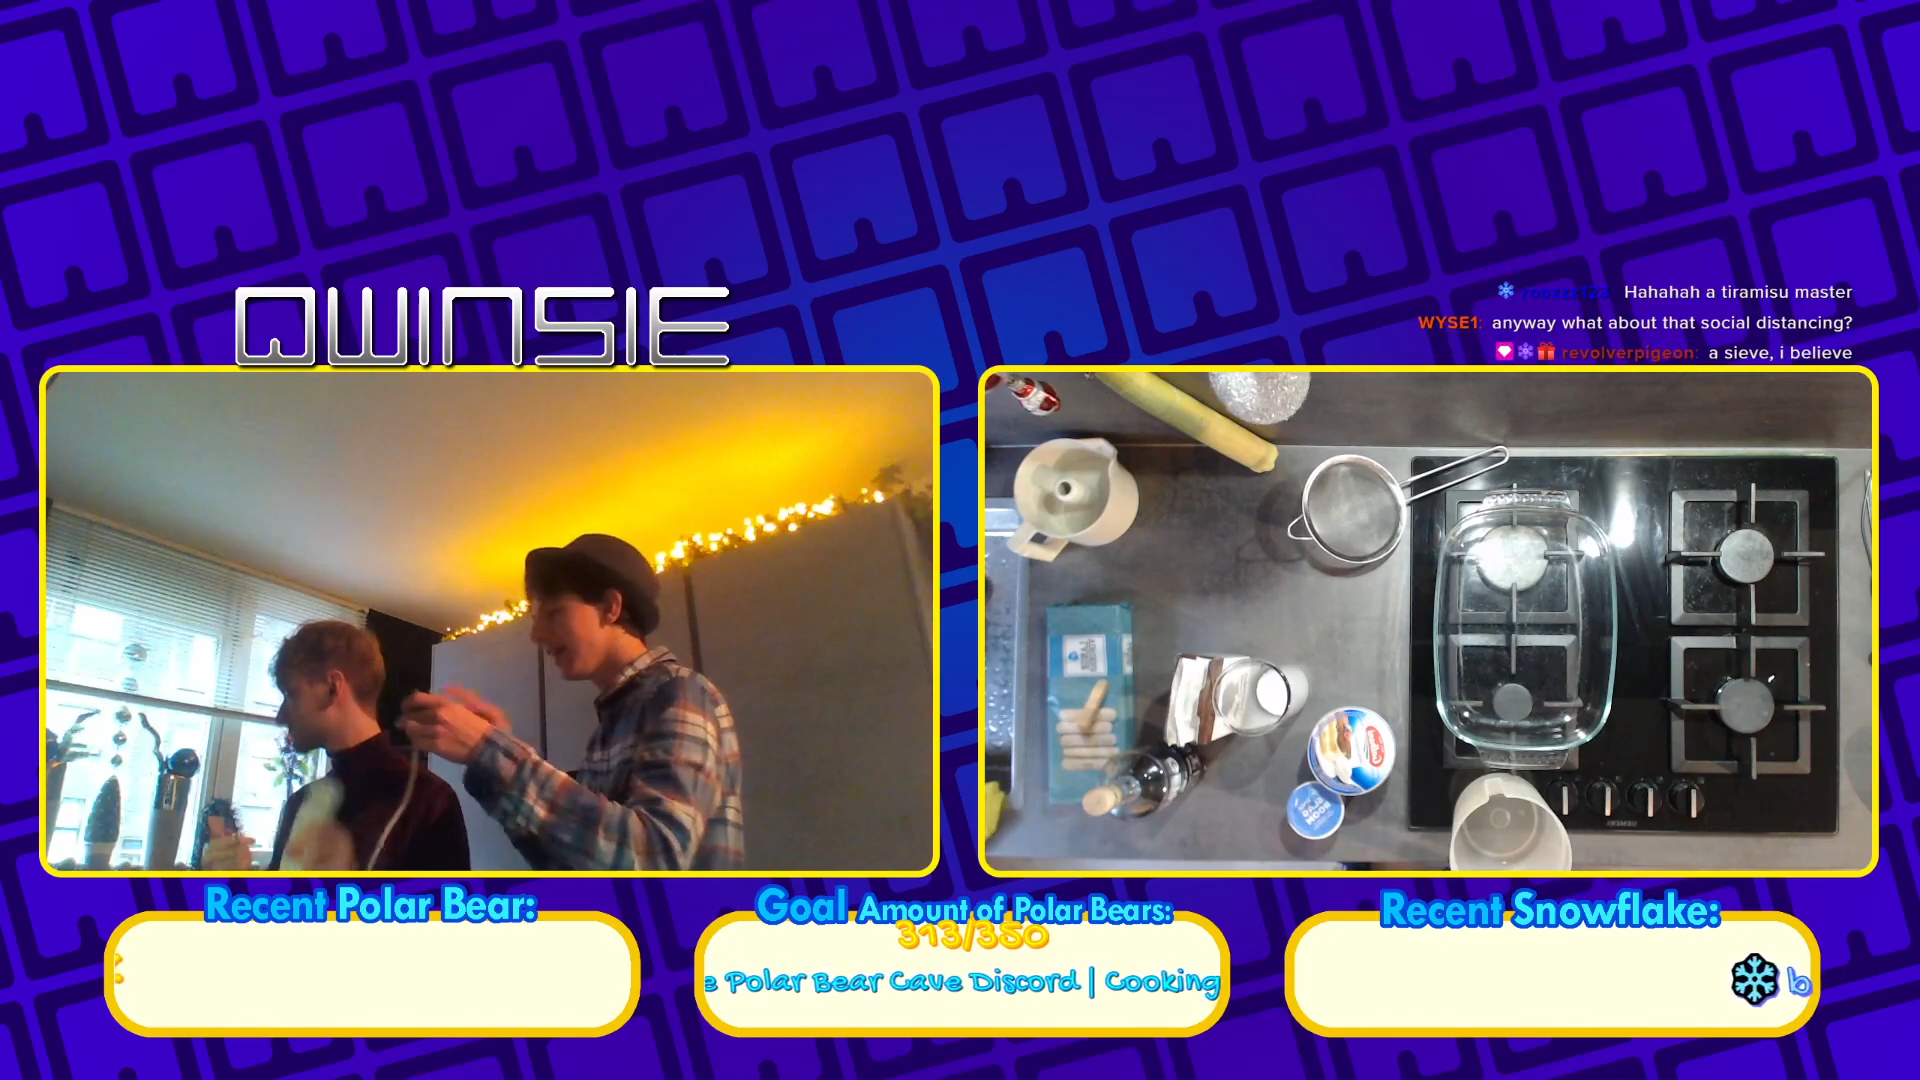 QWINSIE
Hahahah a tiramisu master
WYSE1: anyway what about that social distancing?
revolverpigeon: a sieve, i believe
Recent Polar Bear:
Goal Amount of Polar Bears:
313/350
e Polar Bear Cave Discord | Cooking
Recent Snowflake:
b